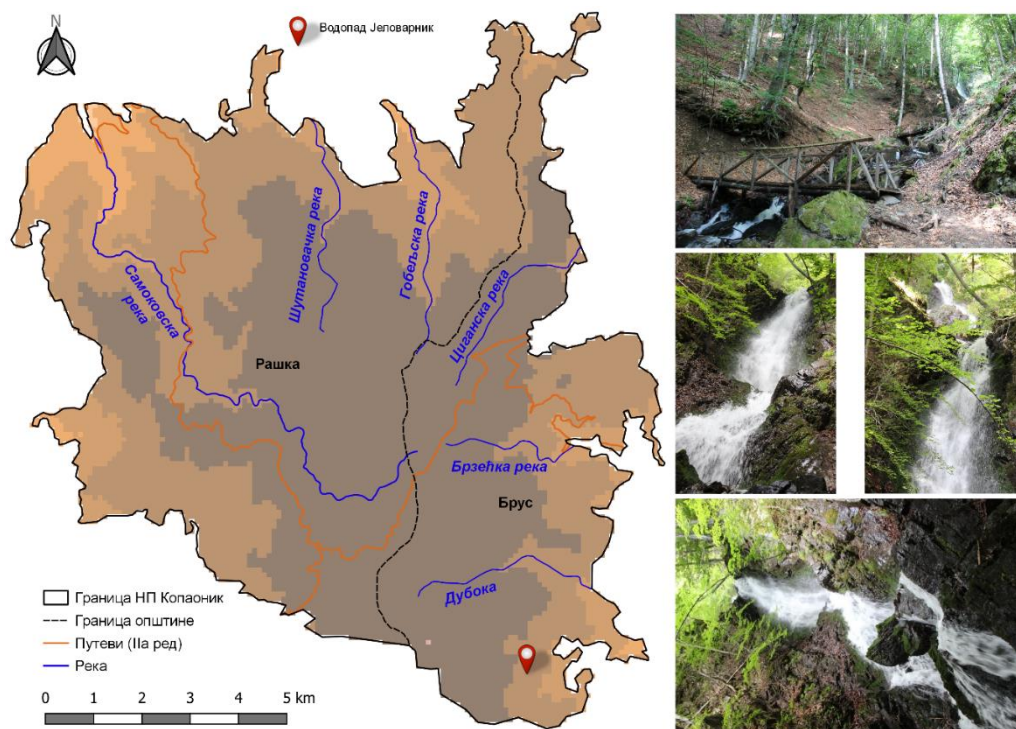 N
Водопад Јеловарник
Самоковска
река
Шутановачка река
Гобељска река
Циганска река
Рашка
Брзећка река
Брус
Дубока
Граница НП Копаоник
Граница општине
Путеви (IIа ред)
Река
0 1 2 3 4 5 km